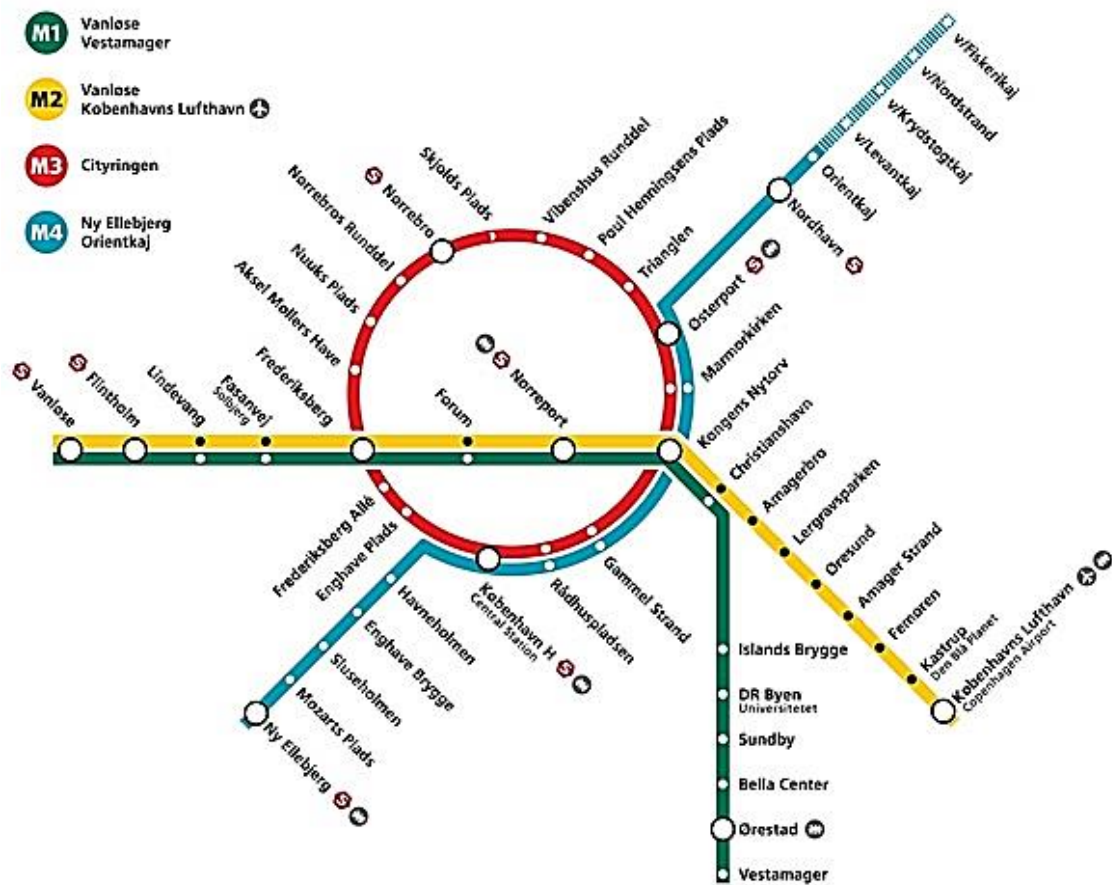 M1 Vanløse
Vestamager
M2 Vanløse
Københavns Lufthavn
M3 Cityringen
M4 Ny Ellebjerg
Orientkaj
v/Fiskerikaj
v/Nordstrand
v/Krydstogtkaj
v/Levantkaj
Orientkaj
Nordhavn S
Østerport S
Skjolds Plads
Vibenshus Runddel
Poul Henningsens Plads
Trianglen
S Nørrebro
Nørrebros Runddel
Nuuks Plads
Aksel Møllers Have
Marmorkirken
S Vanløse
S Flintholm
Lindevang
Fasanvej
Solbjerg
Frederiksberg
Forum
S Nørreport
Kongens Nytorv
Christianshavn
Amagerbro
Lergravsparken
Øresund
Amager Strand
Femøren
Kastrup
Den Blå Planet
Københavns Lufthavn
Copenhagen Airport
Frederiksberg Allé
Enghave Plads
København H
Central Station
S
Rådhuspladsen
Gammel Strand
Havneholmen
Enghave Brygge
Sluseholmen
Mozarts Plads
Ny Ellebjerg S
Islands Brygge
DR Byen
Universitetet
Sundby
Bella Center
Ørestad
Vestamager